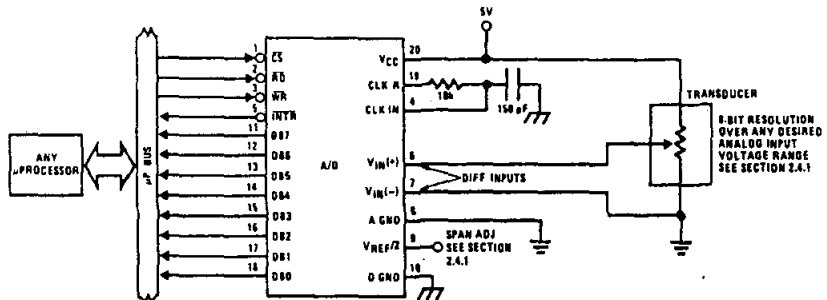 5V
1 CS
2 RD
3 WR
5 INTR
11 DB7
12 DB6
13 DB5
14 DB4
15 DB3
16 DB2
17 DB1
18 DB0
ANY
µPROCESSOR
µP BUS
A/D
VCC 20
CLK R 19
10k
CLK IN 4
150 pF
VIN(+) 6
DIFF INPUTS
VIN(−) 7
A GND
VREF/2 9
SPAN ADJ
SEE SECTION
2.4.1
D GND 10
TRANSDUCER
8-BIT RESOLUTION
OVER ANY DESIRED
ANALOG INPUT
VOLTAGE RANGE
SEE SECTION 2.4.1